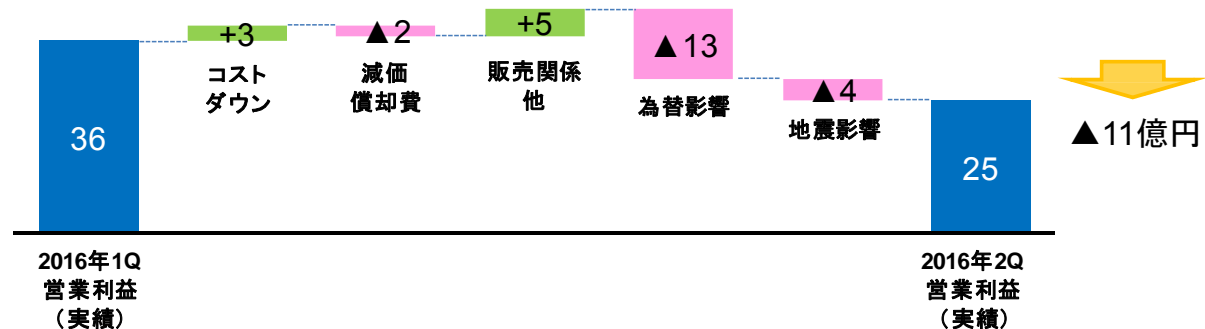 +3
▲2
+5
▲13
▲4
コスト
ダウン
減価
償却費
販売関係
他
為替影響
地震影響
36
25
▲11億円
2016年1Q
営業利益
（実績）
2016年2Q
営業利益
（実績）